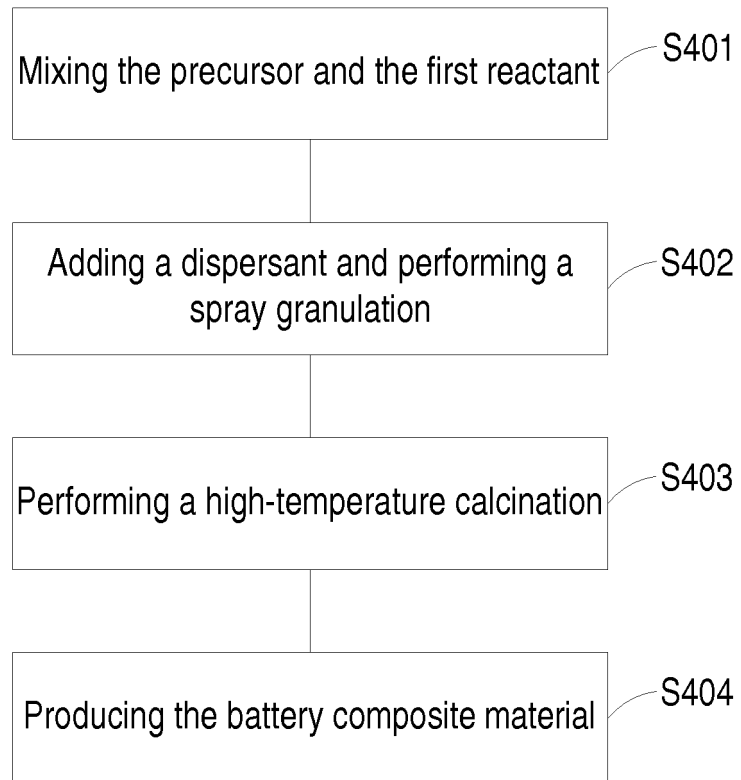 Mixing the precursor and the first reactant
S401
Adding a dispersant and performing a
spray granulation
S402
Performing a high-temperature calcination
S403
Producing the battery composite material
S404